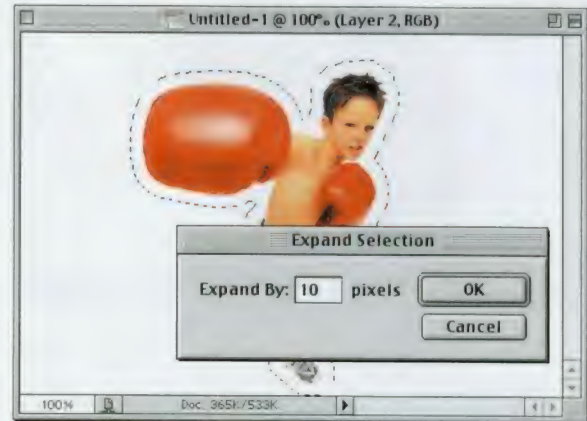 Untitled-1 @ 100% (Layer 2, RGB)
Expand Selection
Expand By: 10 pixels
OK
Cancel
100% Doc: 365K/533K